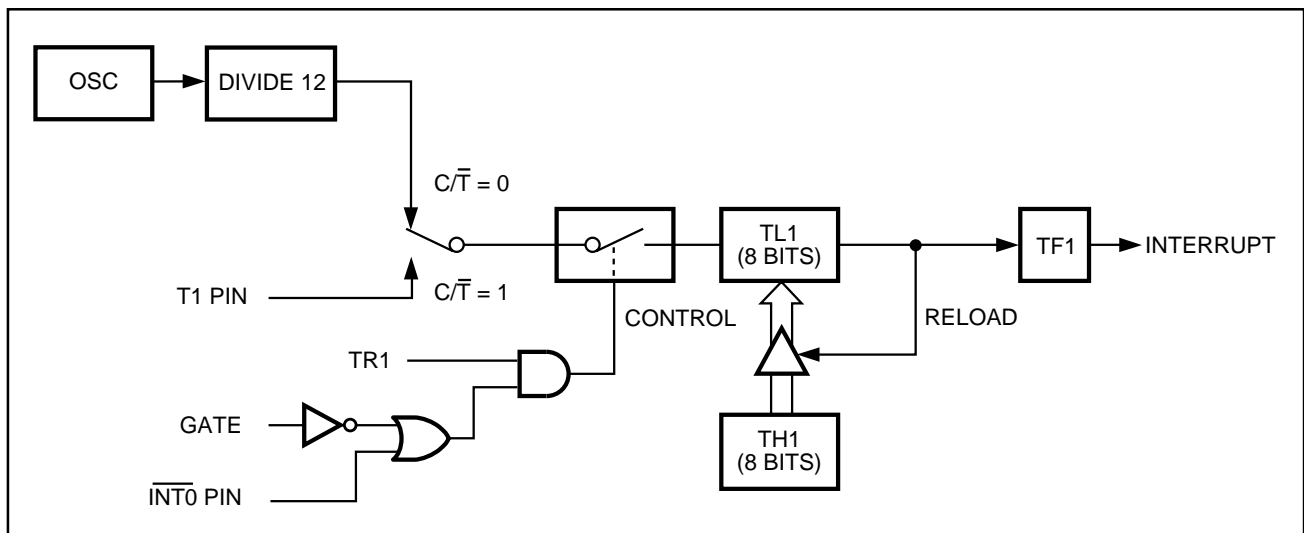 OSC
DIVIDE 12
C/T̅ = 0
T1 PIN
C/T̅ = 1
TL1
(8 BITS)
TF1
INTERRUPT
CONTROL
RELOAD
TR1
GATE
I̅N̅T̅0̅ PIN
TH1
(8 BITS)